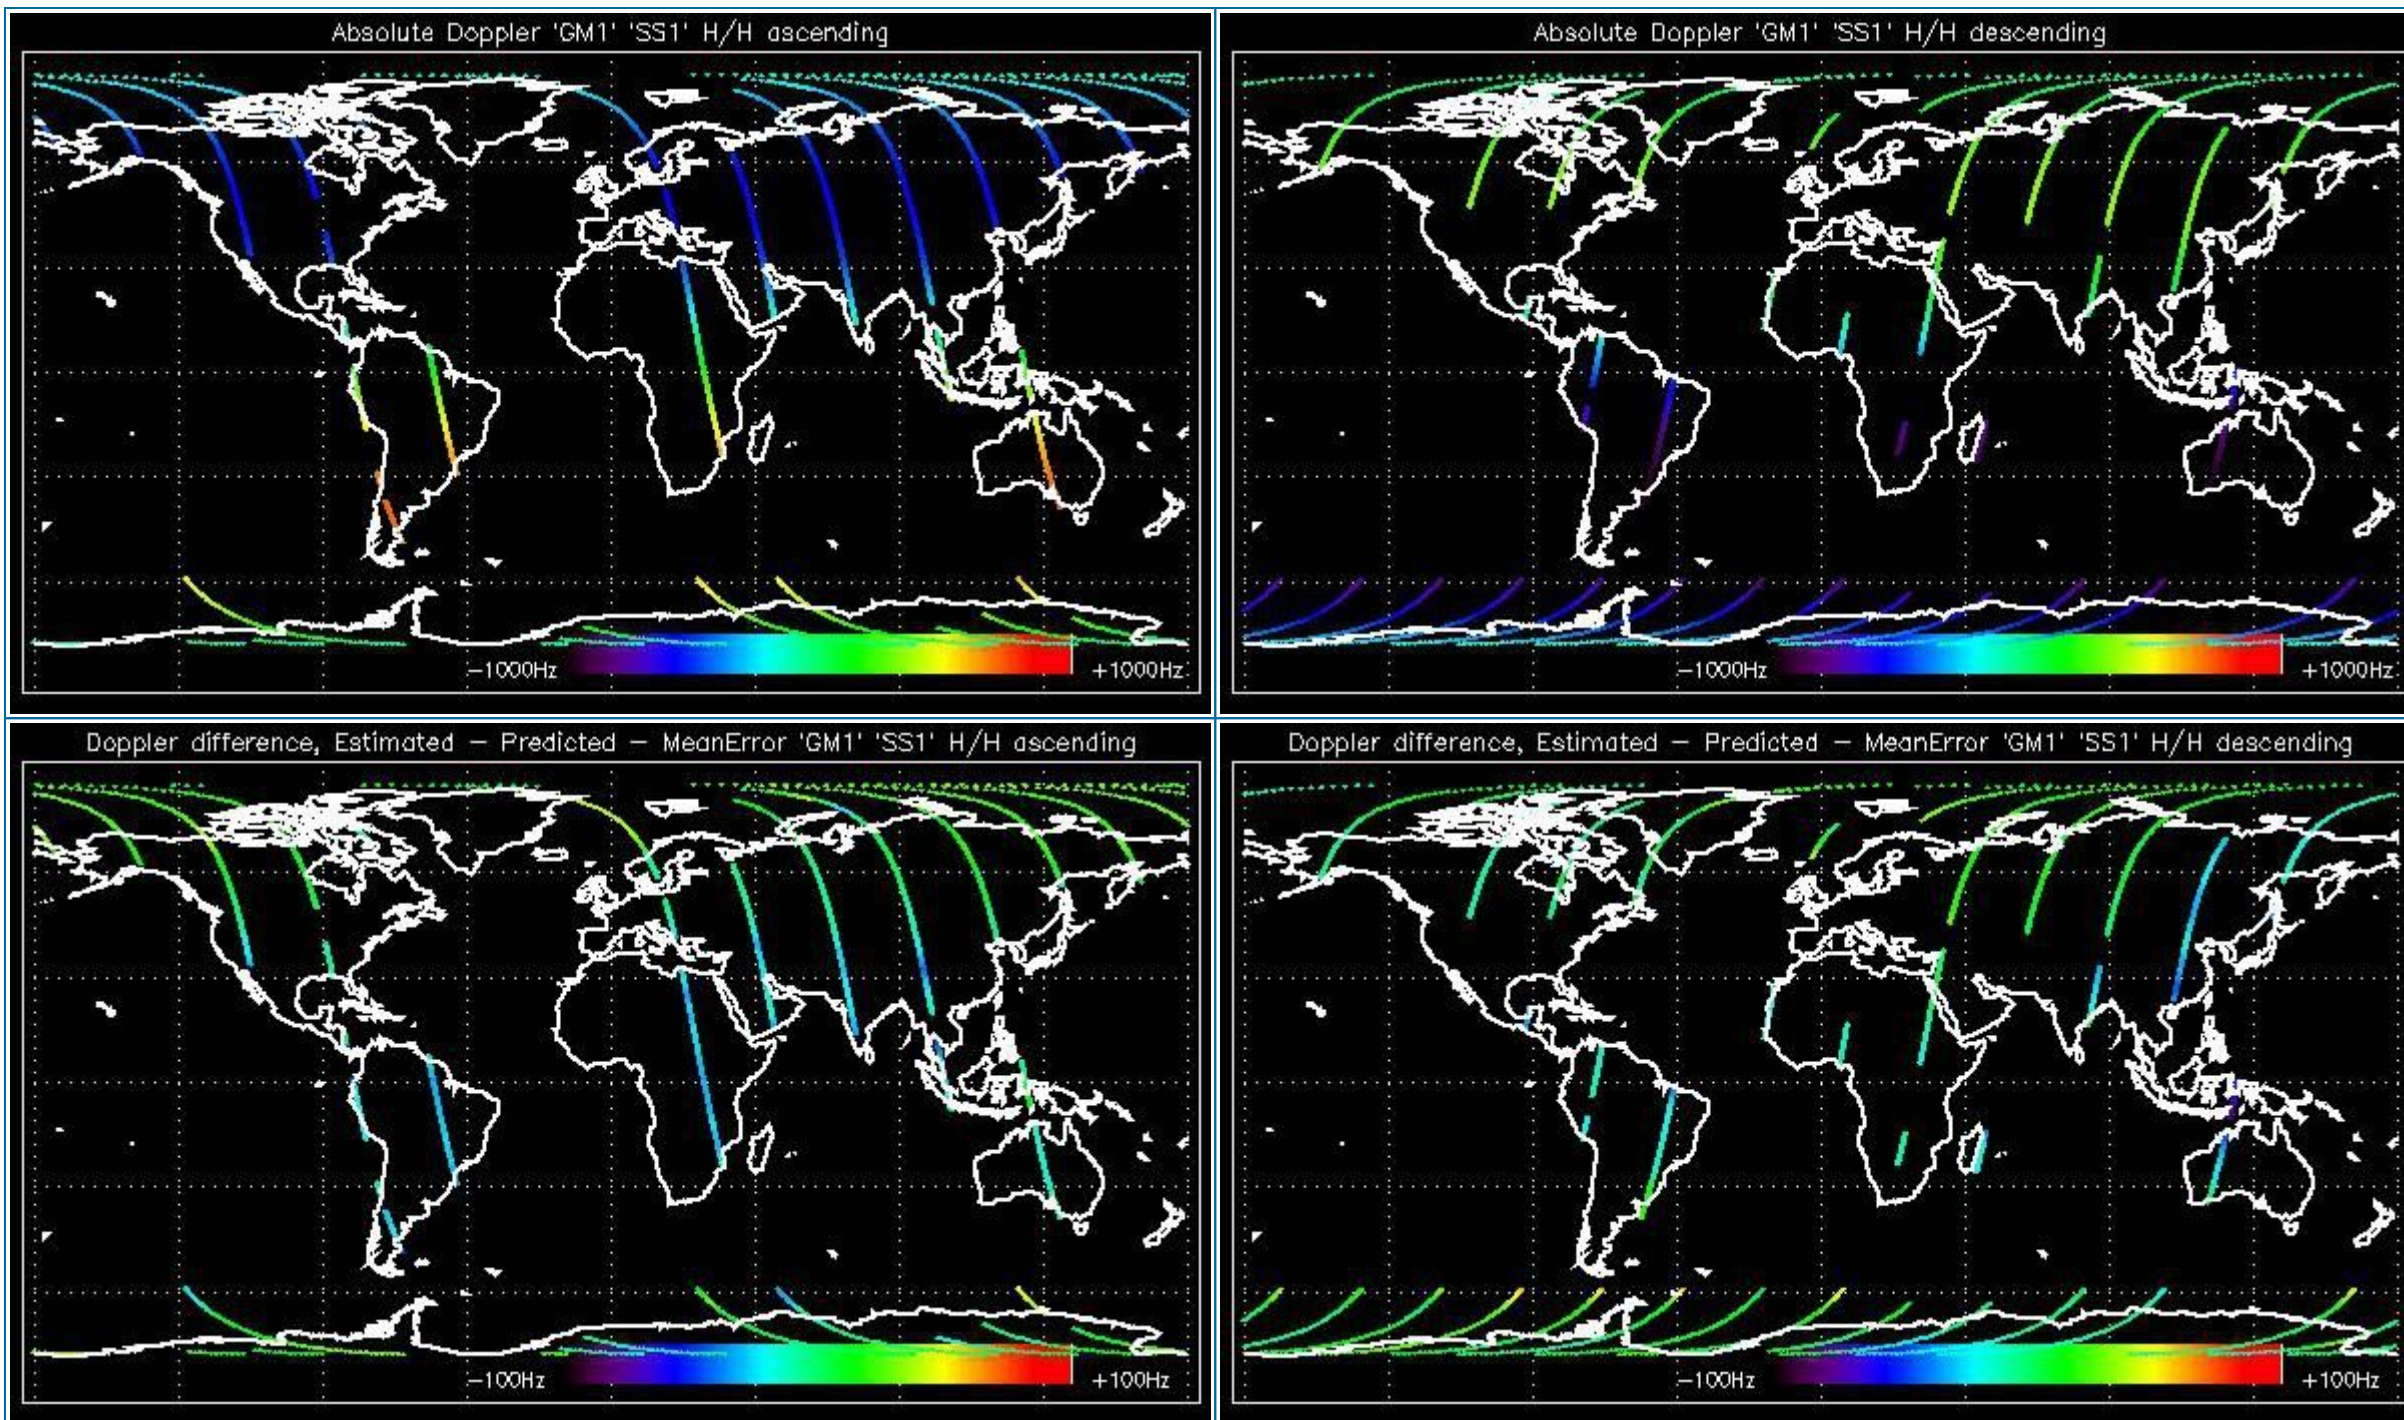 Absolute Doppler 'GM1' 'SS1' H/H ascending
−1000Hz
+1000Hz
Absolute Doppler 'GM1' 'SS1' H/H descending
−1000Hz
+1000Hz
Doppler difference, Estimated − Predicted − MeanError 'GM1' 'SS1' H/H ascending
−100Hz
+100Hz
Doppler difference, Estimated − Predicted − MeanError 'GM1' 'SS1' H/H descending
−100Hz
+100Hz